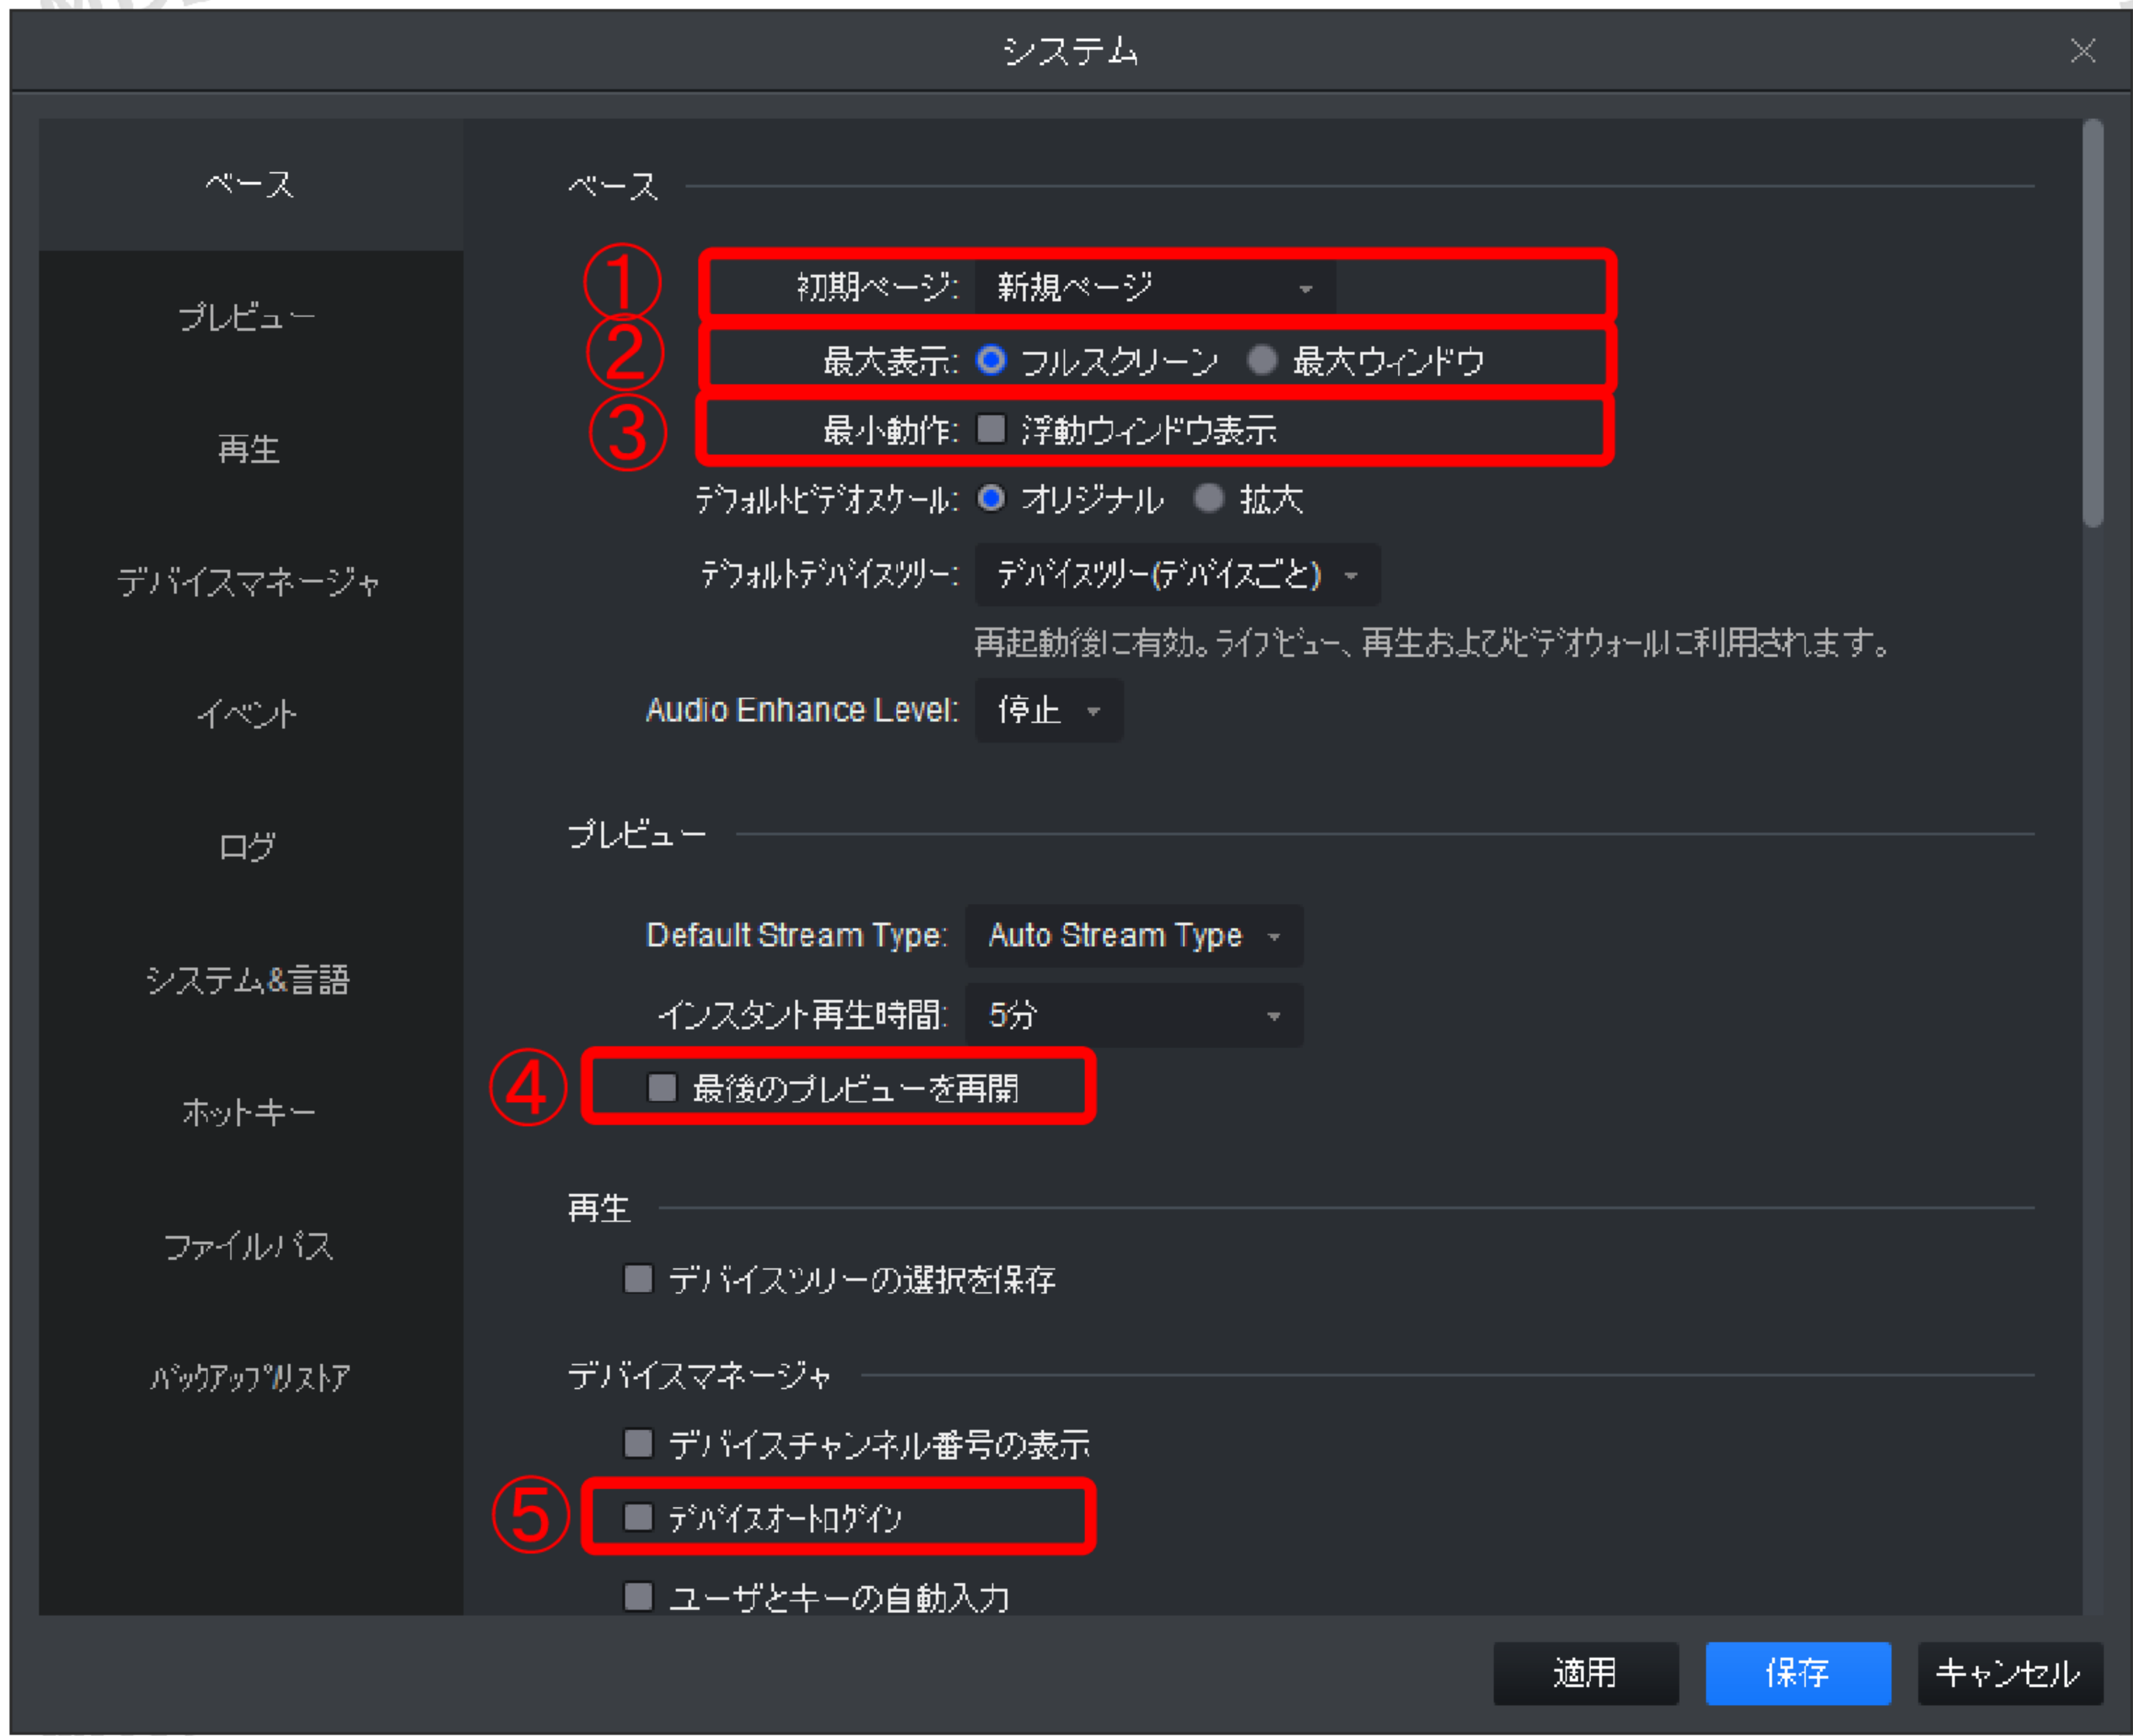 システム
ベース
プレビュー
再生
デバイスマネージャ
イベント
ログ
システム&言語
ホットキー
ファイルパス
バックアップリストア
ベース
① 初期ページ: 新規ページ
② 最大表示: フルスクリーン 最大ウィンドウ
③ 最小動作: 浮動ウィンドウ表示
デフォルトビデオスケール: オリジナル 拡大
デフォルトデバイスツリー: デバイスツリー(デバイスごと)
再起動後に有効。ライブビュー、再生およびビデオウォールに利用されます。
Audio Enhance Level: 停止
プレビュー
Default Stream Type: Auto Stream Type
インスタント再生時間: 5分
④ 最後のプレビューを再開
再生
デバイスツリーの選択を保存
デバイスマネージャ
デバイスチャンネル番号の表示
⑤ デバイスオートログイン
ユーザとキーの自動入力
適用 保存 キャンセル